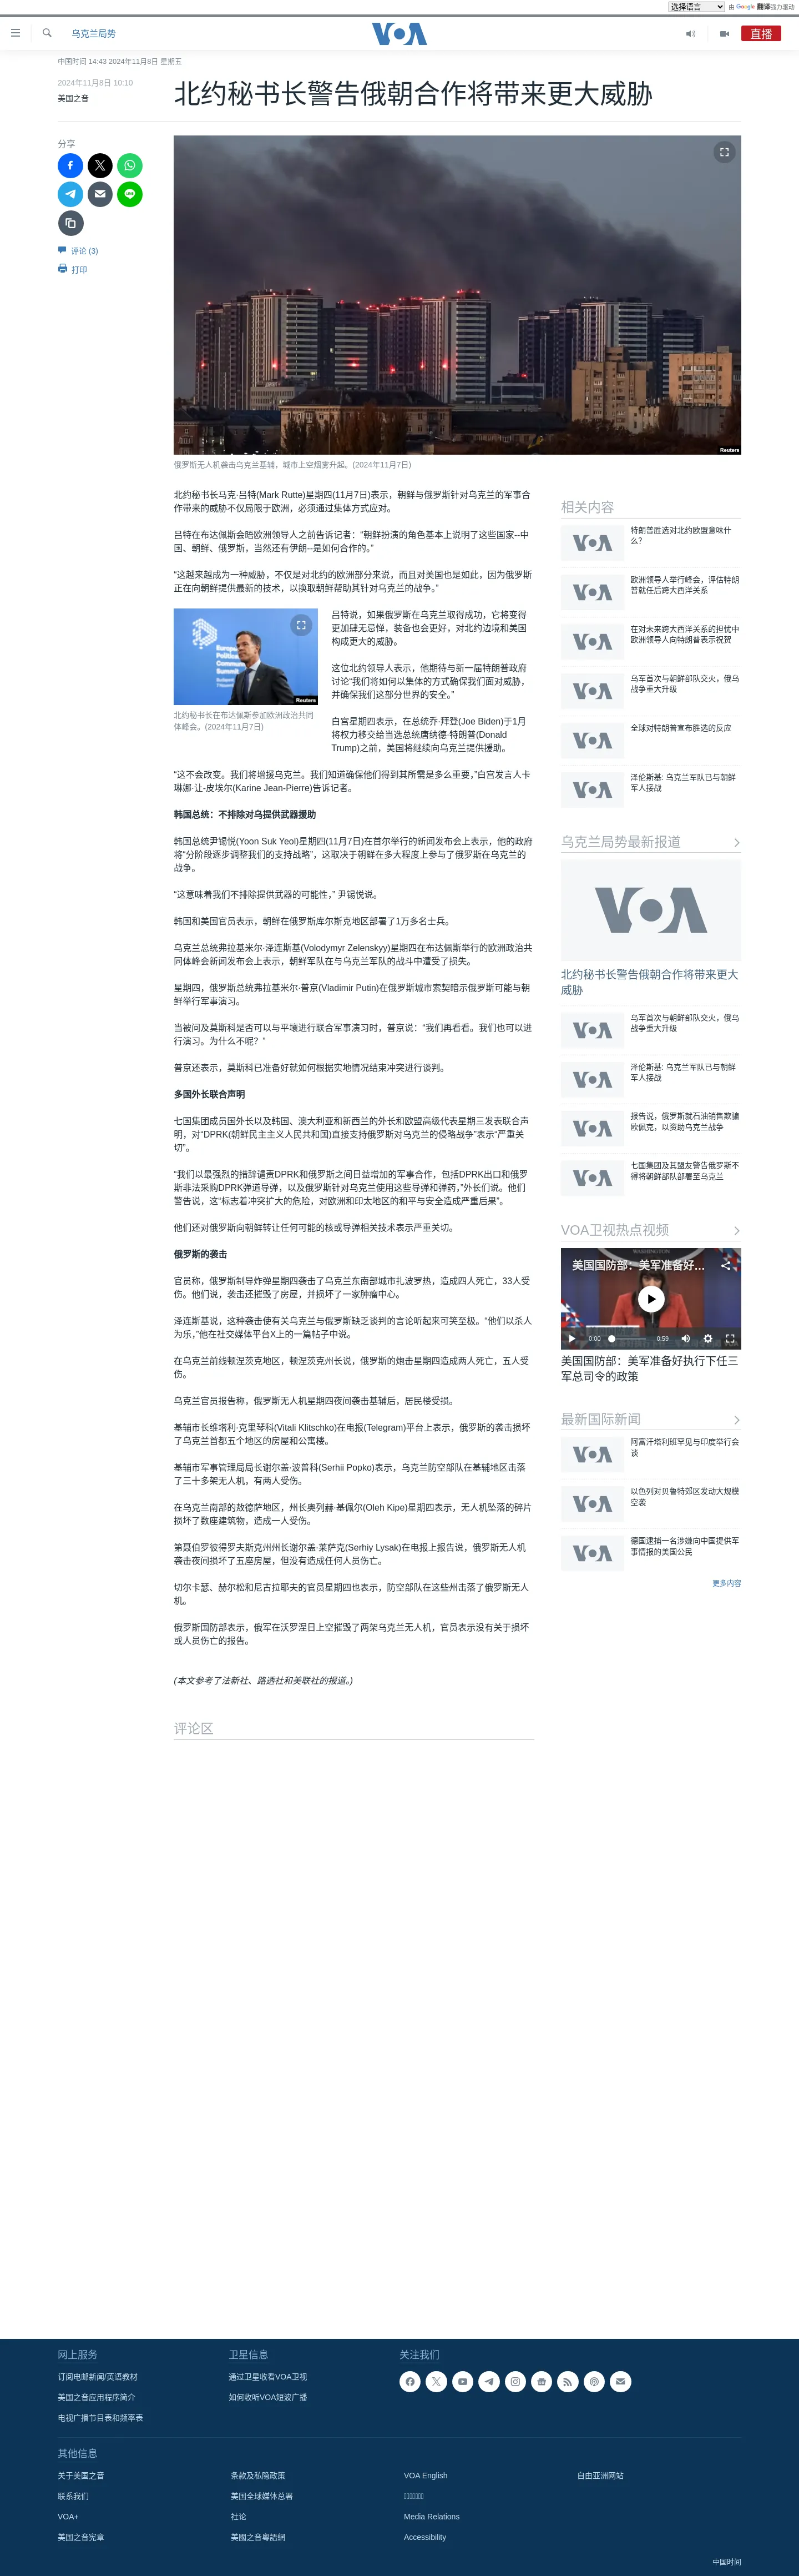 选择语言
由 Google 翻译强力驱动
乌克兰局势
VOA
直播
中国时间 14:43 2024年11月8日 星期五
2024年11月8日 10:10
美国之音
北约秘书长警告俄朝合作将带来更大威胁
分享
评论 (3)
打印
Reuters
俄罗斯无人机袭击乌克兰基辅，城市上空烟雾升起。(2024年11月7日)
北约秘书长马克·吕特(Mark Rutte)星期四(11月7日)表示，朝鲜与俄罗斯针对乌克兰的军事合
作带来的威胁不仅局限于欧洲，必须通过集体方式应对。
吕特在布达佩斯会晤欧洲领导人之前告诉记者：“朝鲜扮演的角色基本上说明了这些国家--中
国、朝鲜、俄罗斯，当然还有伊朗--是如何合作的。”
“这越来越成为一种威胁，不仅是对北约的欧洲部分来说，而且对美国也是如此，因为俄罗斯
正在向朝鲜提供最新的技术，以换取朝鲜帮助其针对乌克兰的战争。”
European
Political
Community
Summit
Reuters
北约秘书长在布达佩斯参加欧洲政治共同
体峰会。(2024年11月7日)
吕特说，如果俄罗斯在乌克兰取得成功，它将变得
更加肆无忌惮，装备也会更好，对北约边境和美国
构成更大的威胁。
这位北约领导人表示，他期待与新一届特朗普政府
讨论“我们将如何以集体的方式确保我们面对威胁，
并确保我们这部分世界的安全。”
白宫星期四表示，在总统乔·拜登(Joe Biden)于1月
将权力移交给当选总统唐纳德·特朗普(Donald
Trump)之前，美国将继续向乌克兰提供援助。
“这不会改变。我们将增援乌克兰。我们知道确保他们得到其所需是多么重要，”白宫发言人卡
琳娜·让-皮埃尔(Karine Jean-Pierre)告诉记者。
韩国总统：不排除对乌提供武器援助
韩国总统尹锡悦(Yoon Suk Yeol)星期四(11月7日)在首尔举行的新闻发布会上表示，他的政府
将“分阶段逐步调整我们的支持战略”，这取决于朝鲜在多大程度上参与了俄罗斯在乌克兰的
战争。
“这意味着我们不排除提供武器的可能性，” 尹锡悦说。
韩国和美国官员表示，朝鲜在俄罗斯库尔斯克地区部署了1万多名士兵。
乌克兰总统弗拉基米尔·泽连斯基(Volodymyr Zelenskyy)星期四在布达佩斯举行的欧洲政治共
同体峰会新闻发布会上表示，朝鲜军队在与乌克兰军队的战斗中遭受了损失。
星期四，俄罗斯总统弗拉基米尔·普京(Vladimir Putin)在俄罗斯城市索契暗示俄罗斯可能与朝
鲜举行军事演习。
当被问及莫斯科是否可以与平壤进行联合军事演习时，普京说：“我们再看看。我们也可以进
行演习。为什么不呢？”
普京还表示，莫斯科已准备好就如何根据实地情况结束冲突进行谈判。
多国外长联合声明
七国集团成员国外长以及韩国、澳大利亚和新西兰的外长和欧盟高级代表星期三发表联合声
明，对“DPRK(朝鲜民主主义人民共和国)直接支持俄罗斯对乌克兰的侵略战争”表示“严重关
切”。
“我们以最强烈的措辞谴责DPRK和俄罗斯之间日益增加的军事合作，包括DPRK出口和俄罗
斯非法采购DPRK弹道导弹，以及俄罗斯针对乌克兰使用这些导弹和弹药，”外长们说。他们
警告说，这“标志着冲突扩大的危险，对欧洲和印太地区的和平与安全造成严重后果”。
他们还对俄罗斯向朝鲜转让任何可能的核或导弹相关技术表示严重关切。
俄罗斯的袭击
官员称，俄罗斯制导炸弹星期四袭击了乌克兰东南部城市扎波罗热，造成四人死亡，33人受
伤。他们说，袭击还摧毁了房屋，并损坏了一家肿瘤中心。
泽连斯基说，这种袭击使有关乌克兰与俄罗斯缺乏谈判的言论听起来可笑至极。“他们以杀人
为乐，”他在社交媒体平台X上的一篇帖子中说。
在乌克兰前线顿涅茨克地区，顿涅茨克州长说，俄罗斯的炮击星期四造成两人死亡，五人受
伤。
乌克兰官员报告称，俄罗斯无人机星期四夜间袭击基辅后，居民楼受损。
基辅市长维塔利·克里琴科(Vitali Klitschko)在电报(Telegram)平台上表示，俄罗斯的袭击损坏
了乌克兰首都五个地区的房屋和公寓楼。
基辅市军事管理局局长谢尔盖·波普科(Serhii Popko)表示，乌克兰防空部队在基辅地区击落
了三十多架无人机，有两人受伤。
在乌克兰南部的敖德萨地区，州长奥列赫·基佩尔(Oleh Kipe)星期四表示，无人机坠落的碎片
损坏了数座建筑物，造成一人受伤。
第聂伯罗彼得罗夫斯克州州长谢尔盖·莱萨克(Serhiy Lysak)在电报上报告说，俄罗斯无人机
袭击夜间损坏了五座房屋，但没有造成任何人员伤亡。
切尔卡瑟、赫尔松和尼古拉耶夫的官员星期四也表示，防空部队在这些州击落了俄罗斯无人
机。
俄罗斯国防部表示，俄军在沃罗涅日上空摧毁了两架乌克兰无人机，官员表示没有关于损坏
或人员伤亡的报告。
(本文参考了法新社、路透社和美联社的报道。)
评论区
相关内容
VOA
特朗普胜选对北约欧盟意味什
么？
VOA
欧洲领导人举行峰会，评估特朗
普就任后跨大西洋关系
VOA
在对未来跨大西洋关系的担忧中
欧洲领导人向特朗普表示祝贺
VOA
乌军首次与朝鲜部队交火，俄乌
战争重大升级
VOA
全球对特朗普宣布胜选的反应
VOA
泽伦斯基: 乌克兰军队已与朝鲜
军人接战
乌克兰局势最新报道
VOA
北约秘书长警告俄朝合作将带来更大
威胁
VOA
乌军首次与朝鲜部队交火，俄乌
战争重大升级
VOA
泽伦斯基: 乌克兰军队已与朝鲜
军人接战
VOA
报告说，俄罗斯就石油销售欺骗
欧佩克，以资助乌克兰战争
VOA
七国集团及其盟友警告俄罗斯不
得将朝鲜部队部署至乌克兰
VOA卫视热点视频
美国国防部：美军准备好...
0:00
0:59
美国国防部：美军准备好执行下任三
军总司令的政策
最新国际新闻
VOA
阿富汗塔利班罕见与印度举行会
谈
VOA
以色列对贝鲁特郊区发动大规模
空袭
VOA
德国逮捕一名涉嫌向中国提供军
事情报的美国公民
更多内容
网上服务
订阅电邮新闻/英语教材
美国之音应用程序简介
电视广播节目表和频率表
卫星信息
通过卫星收看VOA卫视
如何收听VOA短波广播
关注我们
其他信息
关于美国之音
联系我们
VOA+
美国之音宪章
条款及私隐政策
美国全球媒体总署
社论
美國之音粵語網
VOA English
Media Relations
Accessibility
自由亚洲网站
中国时间